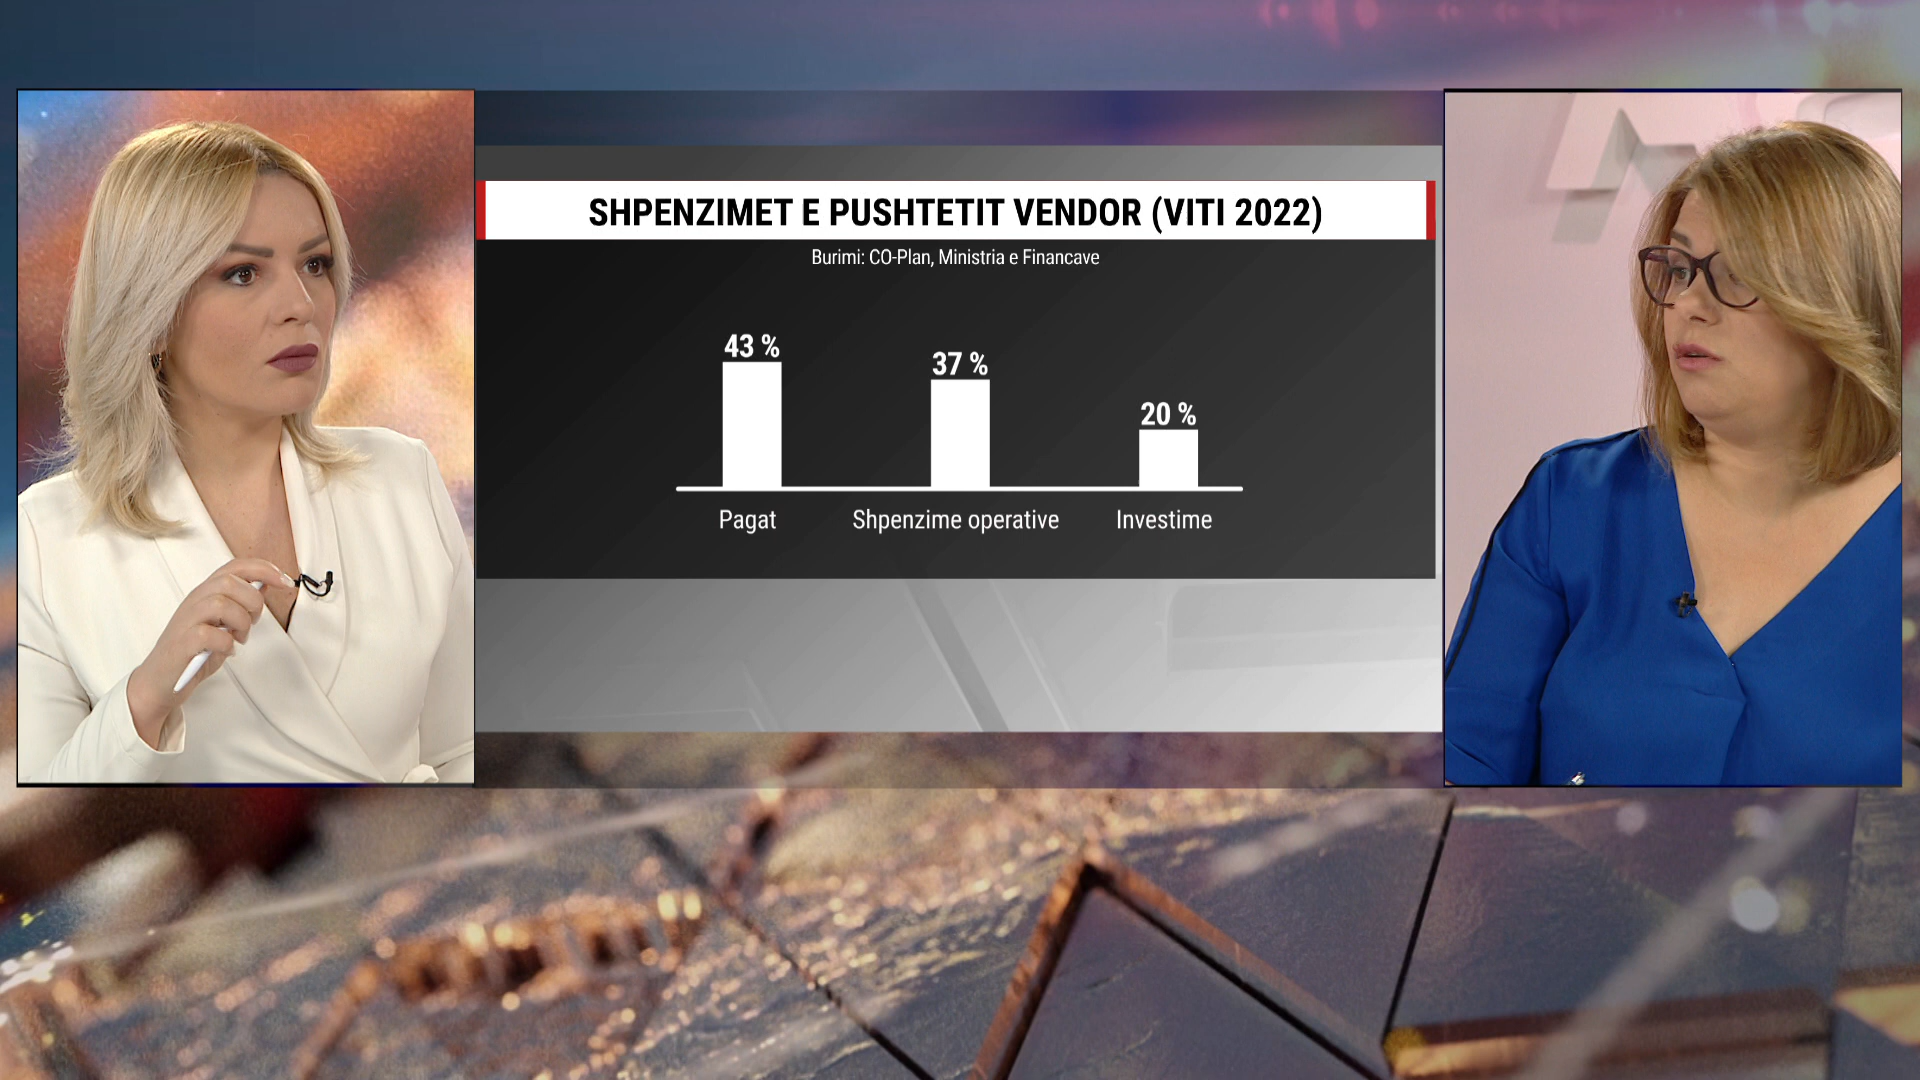 SHPENZIMET E PUSHTETIT VENDOR (VITI 2022)
Burimi: CO-Plan, Ministria e Financave
43 %
37 %
20 %
Pagat
Shpenzime operative
Investime